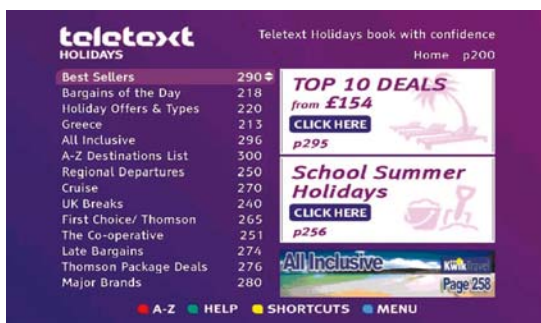 teletext
HOLIDAYS
Teletext Holidays book with confidence
Home p200
Best Sellers 290
Bargains of the Day 218
Holiday Offers & Types 220
Greece 213
All Inclusive 296
A-Z Destinations List 300
Regional Departures 250
Cruise 270
UK Breaks 240
First Choice/ Thomson 265
The Co-operative 251
Late Bargains 274
Thomson Package Deals 276
Major Brands 280
TOP 10 DEALS
from £154
CLICK HERE
p295
School Summer
Holidays
CLICK HERE
p256
All Inclusive
KwikTravel
Page 258
A-Z HELP SHORTCUTS MENU